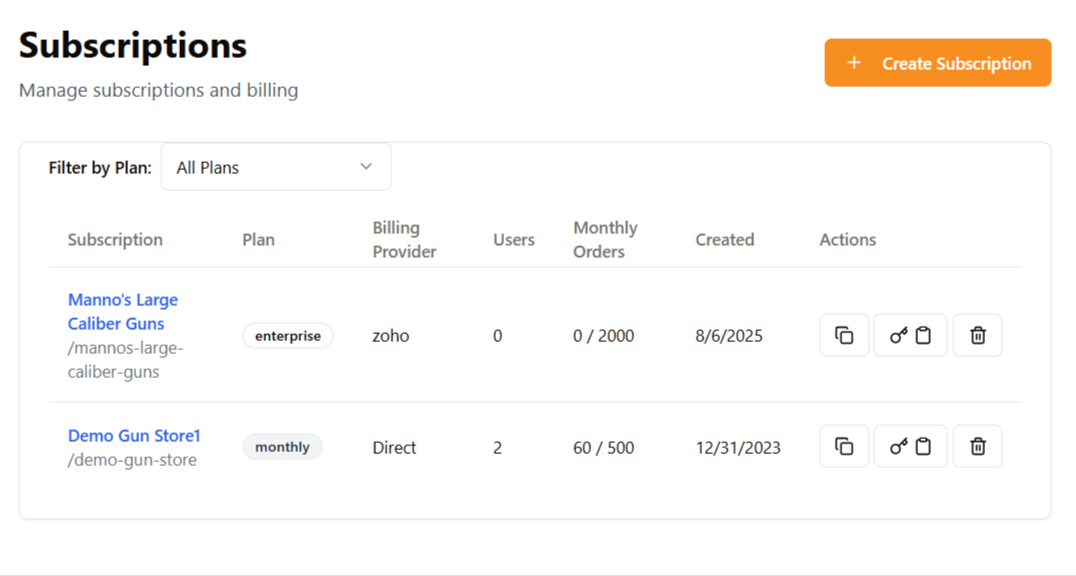 Subscriptions
Manage subscriptions and billing
+ Create Subscription
Filter by Plan: All Plans
Subscription Plan Billing Provider Users Monthly Orders Created Actions
Manno's Large
Caliber Guns
/mannos-large-
caliber-guns
enterprise zoho 0 0 / 2000 8/6/2025
Demo Gun Store1
/demo-gun-store
monthly Direct 2 60 / 500 12/31/2023